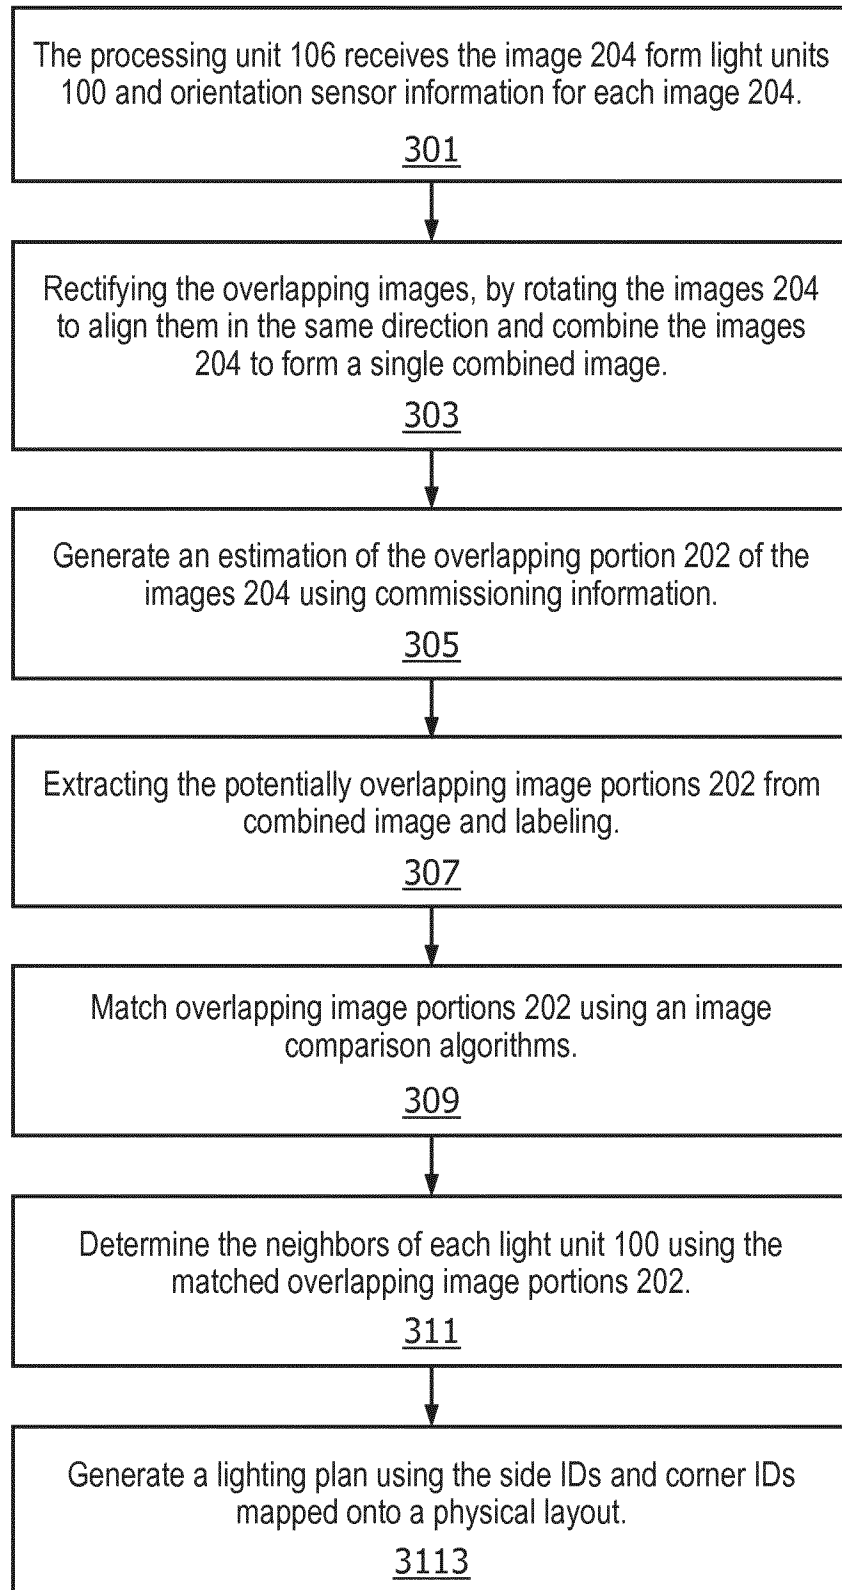 The processing unit 106 receives the image 204 form light units
100 and orientation sensor information for each image 204.
301
Rectifying the overlapping images, by rotating the images 204
to align them in the same direction and combine the images
204 to form a single combined image.
303
Generate an estimation of the overlapping portion 202 of the
images 204 using commissioning information.
305
Extracting the potentially overlapping image portions 202 from
combined image and labeling.
307
Match overlapping image portions 202 using an image
comparison algorithms.
309
Determine the neighbors of each light unit 100 using the
matched overlapping image portions 202.
311
Generate a lighting plan using the side IDs and corner IDs
mapped onto a physical layout.
3113